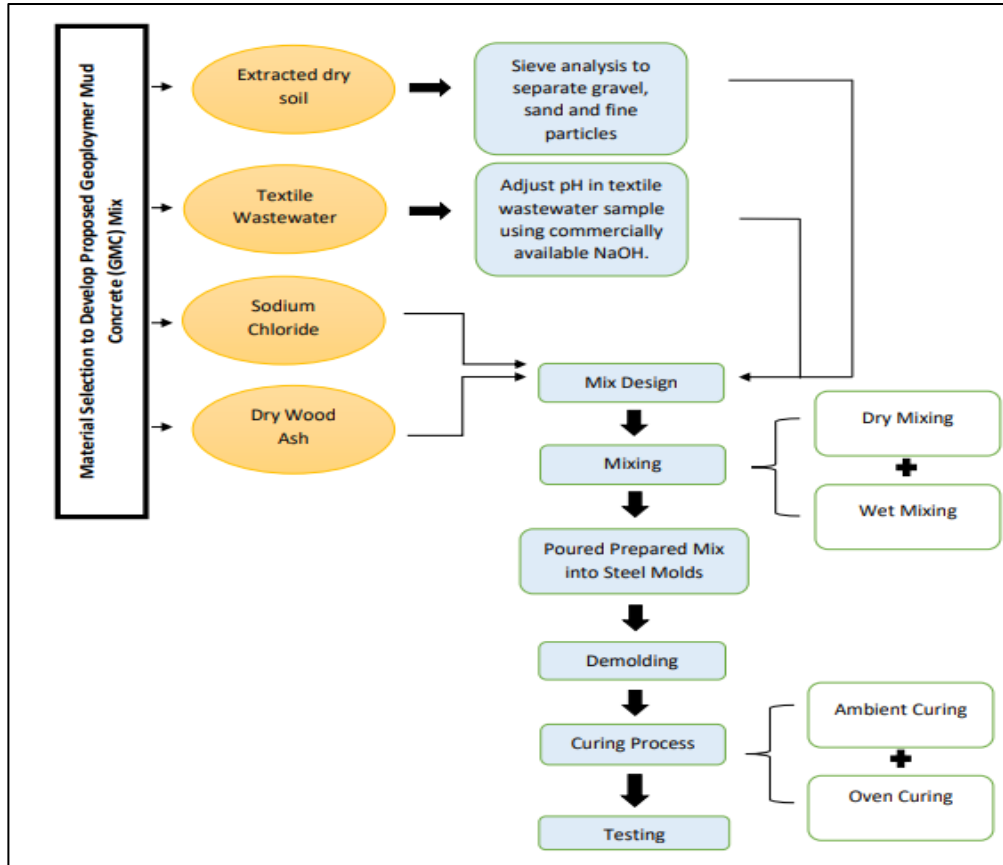 Material Selection to Develop Proposed Geoploymer Mud
Concrete (GMC) Mix
Extracted dry
soil
Sieve analysis to
separate gravel,
sand and fine
particles
Textile
Wastewater
Adjust pH in textile
wastewater sample
using commercially
available NaOH.
Sodium
Chloride
Dry Wood
Ash
Mix Design
Mixing
Dry Mixing
Wet Mixing
Poured Prepared Mix
into Steel Molds
Demolding
Curing Process
Ambient Curing
Oven Curing
Testing